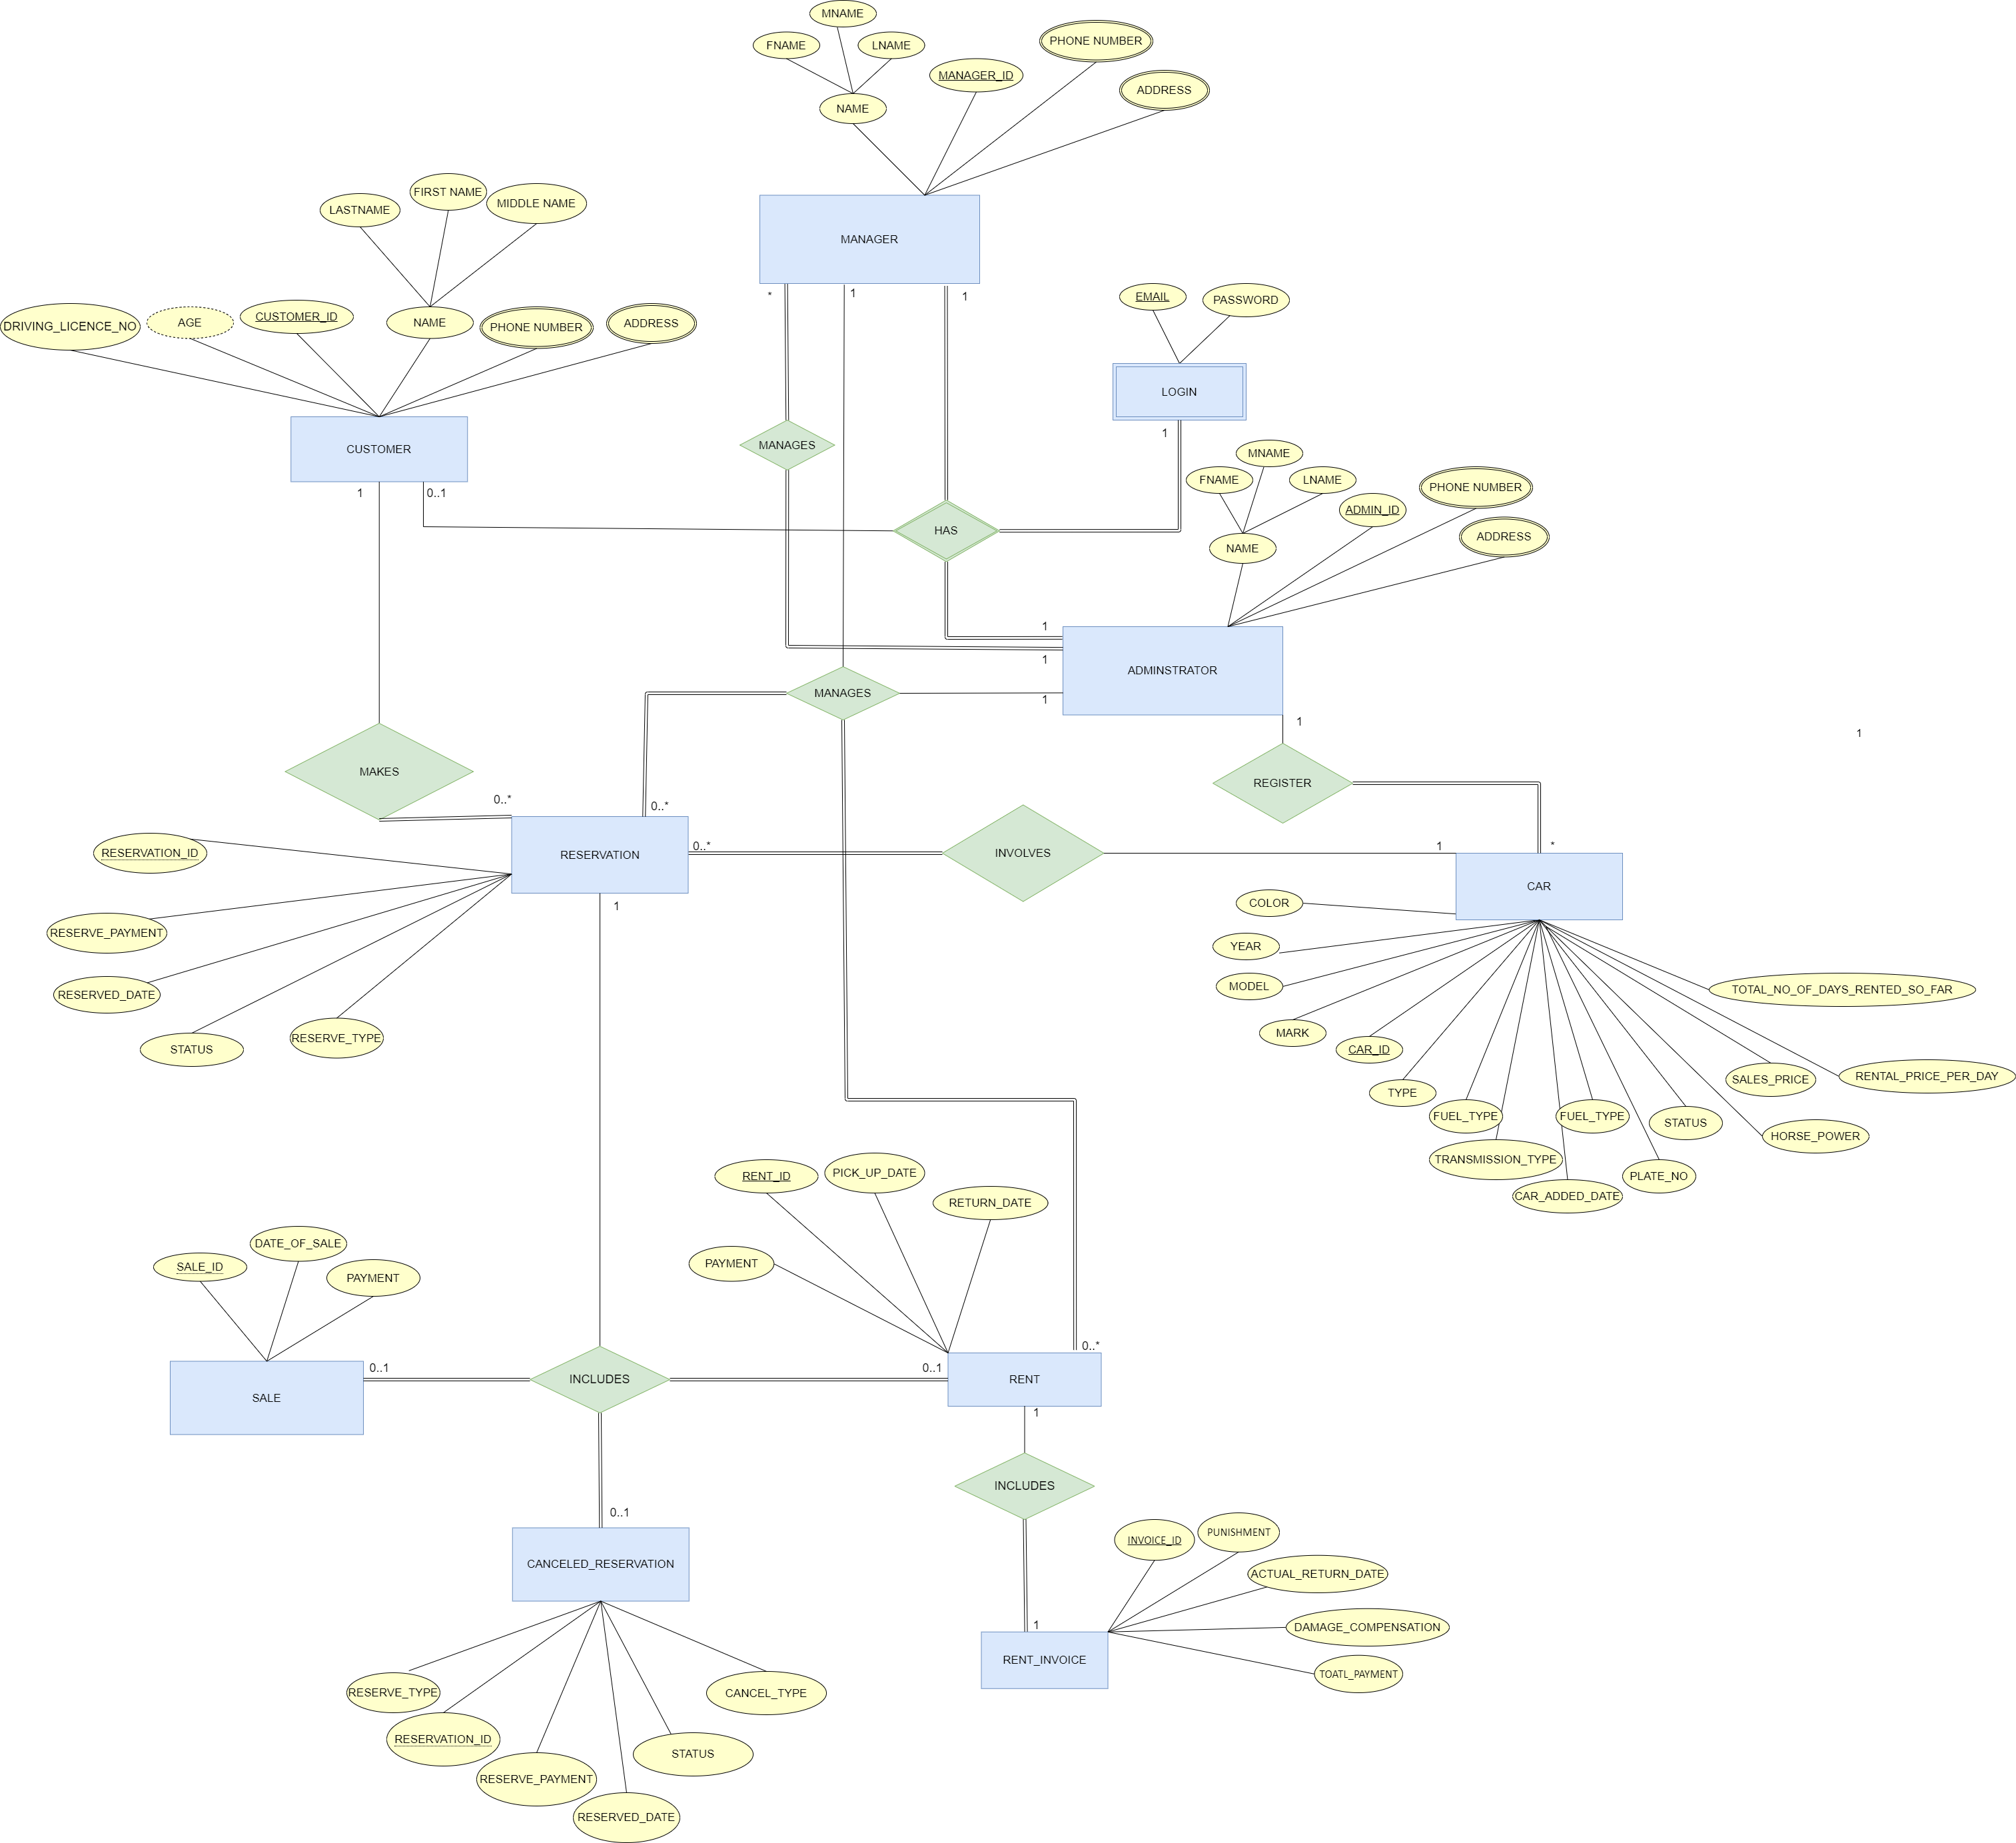 MNAME
FNAME
LNAME
PHONE NUMBER
MANAGER_ID
ADDRESS
NAME
MANAGER
FIRST NAME
MIDDLE NAME
LASTNAME
DRIVING_LICENCE_NO
AGE
CUSTOMER_ID
NAME
PHONE NUMBER
ADDRESS
CUSTOMER
*
1
1
EMAIL
PASSWORD
LOGIN
1
MANAGES
1
0..1
HAS
MNAME
FNAME
LNAME
PHONE NUMBER
ADMIN_ID
ADDRESS
NAME
1
1
1
ADMINSTRATOR
MANAGES
1
1
MAKES
REGISTER
0..*
0..*
0..*
INVOLVES
1
*
RESERVATION
CAR
1
RESERVATION_ID
RESERVE_PAYMENT
RESERVED_DATE
STATUS
RESERVE_TYPE
COLOR
YEAR
MODEL
MARK
CAR_ID
TYPE
FUEL_TYPE
TRANSMISSION_TYPE
CAR_ADDED_DATE
FUEL_TYPE
PLATE_NO
STATUS
HORSE_POWER
SALES_PRICE
RENTAL_PRICE_PER_DAY
TOTAL_NO_OF_DAYS_RENTED_SO_FAR
RENT_ID
PICK_UP_DATE
RETURN_DATE
PAYMENT
SALE_ID
DATE_OF_SALE
PAYMENT
0..*
0..1
0..1
SALE
INCLUDES
RENT
1
INCLUDES
0..1
CANCELED_RESERVATION
1
RENT_INVOICE
INVOICE_ID
PUNISHMENT
ACTUAL_RETURN_DATE
DAMAGE_COMPENSATION
TOATL_PAYMENT
RESERVE_TYPE
RESERVATION_ID
RESERVE_PAYMENT
RESERVED_DATE
STATUS
CANCEL_TYPE